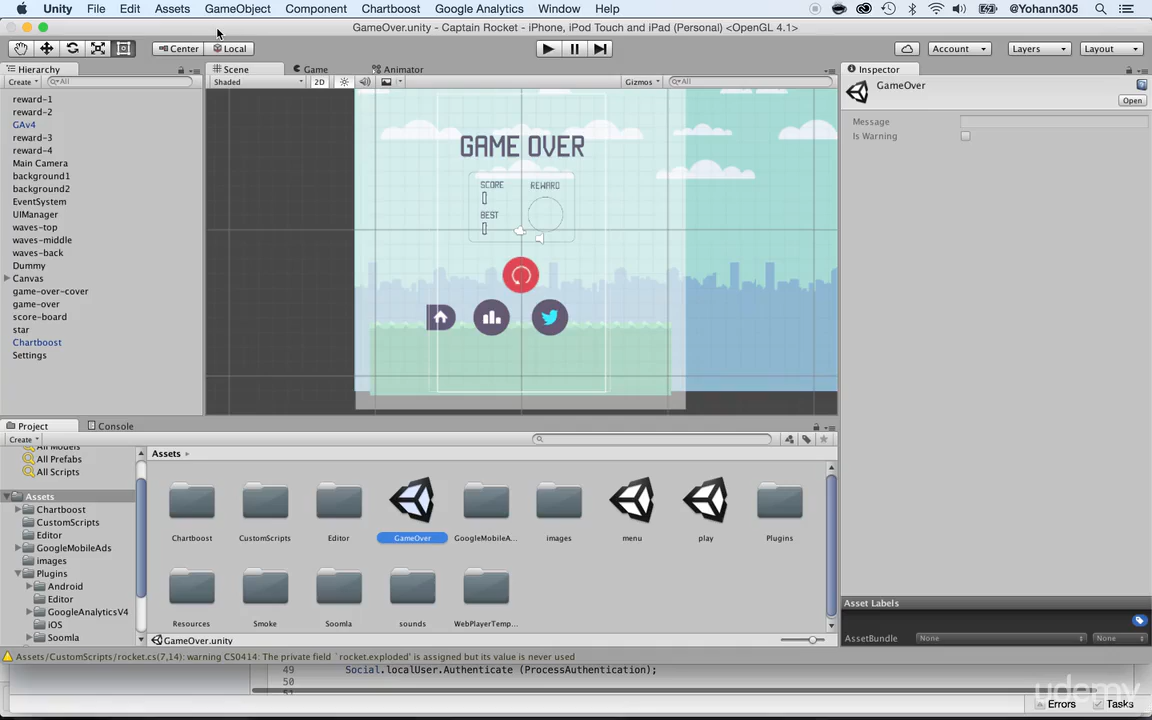 Unity File Edit Assets GameObject Component Chartboost Google Analytics Window Help @Yohann305
GameOver.unity - Captain Rocket - iPhone, iPod Touch and iPad (Personal) <OpenGL 4.1>
Center Local Account Layers Layout
Hierarchy Scene Game Animator Inspector
Create All Shaded 2D Gizmos All
GameOver
Open
Message
Is Warning
reward-1
reward-2
GAv4
reward-3
reward-4
Main Camera
background1
background2
EventSystem
UIManager
waves-top
waves-middle
waves-back
Dummy
Canvas
game-over-cover
game-over
score-board
star
Chartboost
Settings
GAME OVER
SCORE REWARD
BEST
Project Console
Create
All Models
All Prefabs
All Scripts
Assets
Chartboost
CustomScripts
Editor
GoogleMobileAds
images
Plugins
Android
Editor
GoogleAnalyticsV4
iOS
Soomla
Assets
Chartboost CustomScripts Editor GameOver GoogleMobileA... images menu play Plugins
Resources Smoke Soomla sounds WebPlayerTemp...
GameOver.unity
Asset Labels
AssetBundle None None
Assets/CustomScripts/rocket.cs(7,14): warning CS0414: The private field `rocket.exploded' is assigned but its value is never used
49 Social.localUser.Authenticate (ProcessAuthentication);
50
51
udemy
Errors Tasks